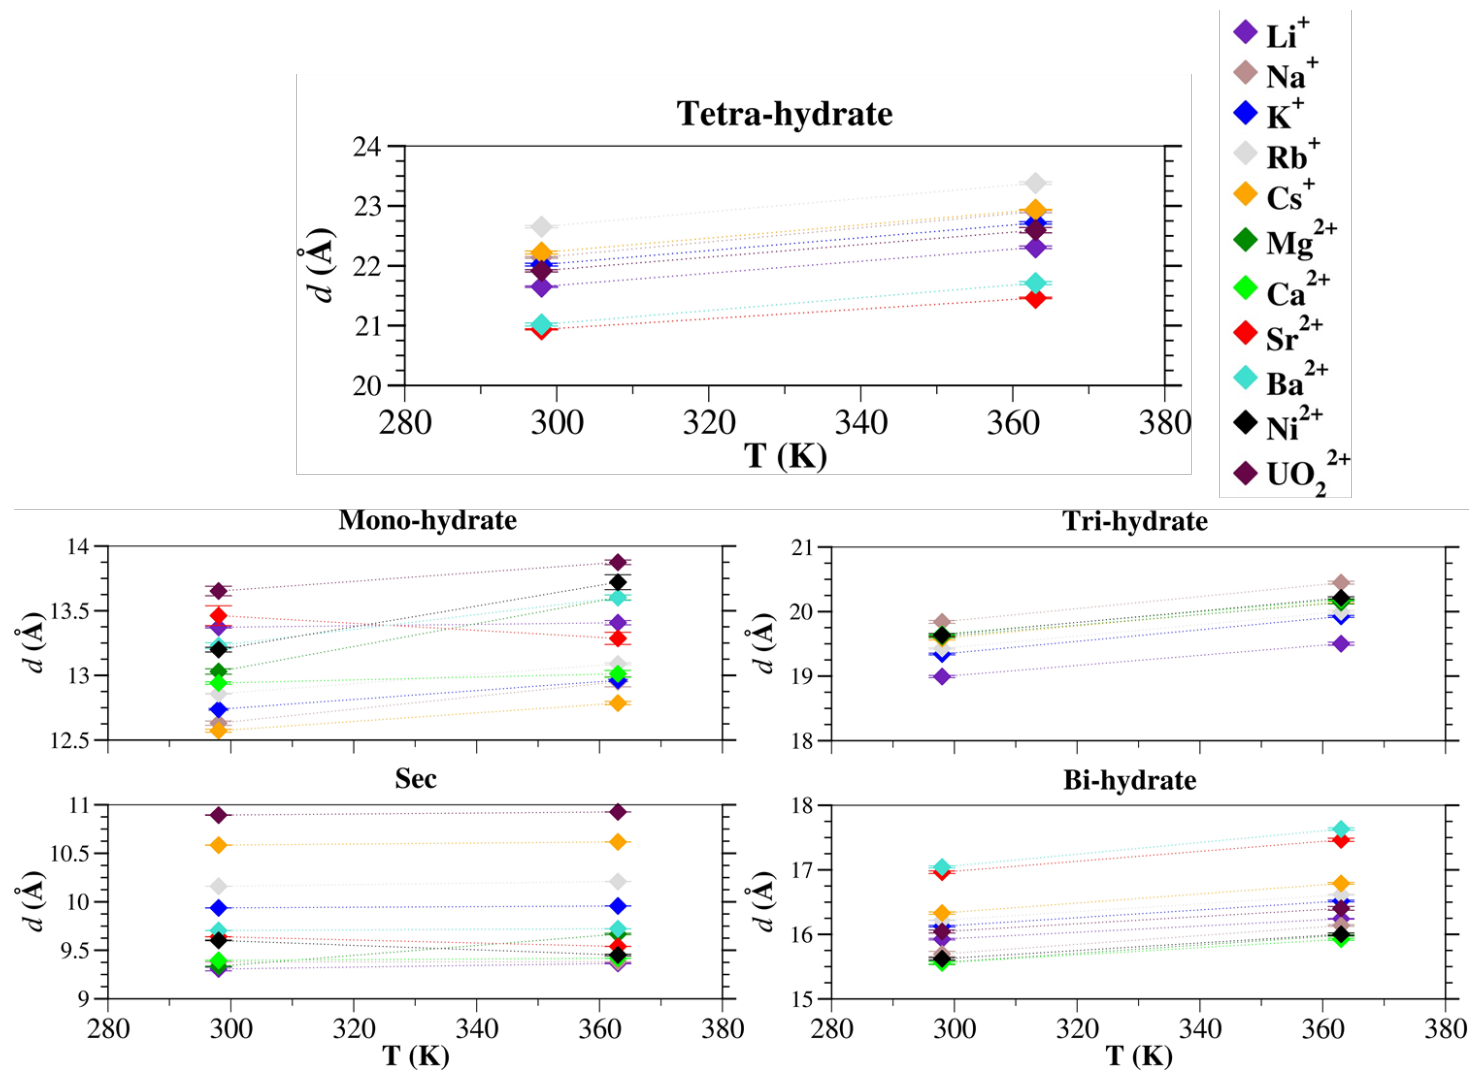 Tetra-hydrate
24
23
22
21
20
d (Å)
280 300 320 340 360 380
T (K)
Li⁺
Na⁺
K⁺
Rb⁺
Cs⁺
Mg²⁺
Ca²⁺
Sr²⁺
Ba²⁺
Ni²⁺
UO₂²⁺
Mono-hydrate
14
13.5
13
12.5
d (Å)
Tri-hydrate
21
20
19
18
d (Å)
Sec
11
10.5
10
9.5
9
d (Å)
280 300 320 340 360 380
T (K)
Bi-hydrate
18
17
16
15
d (Å)
280 300 320 340 360 380
T (K)